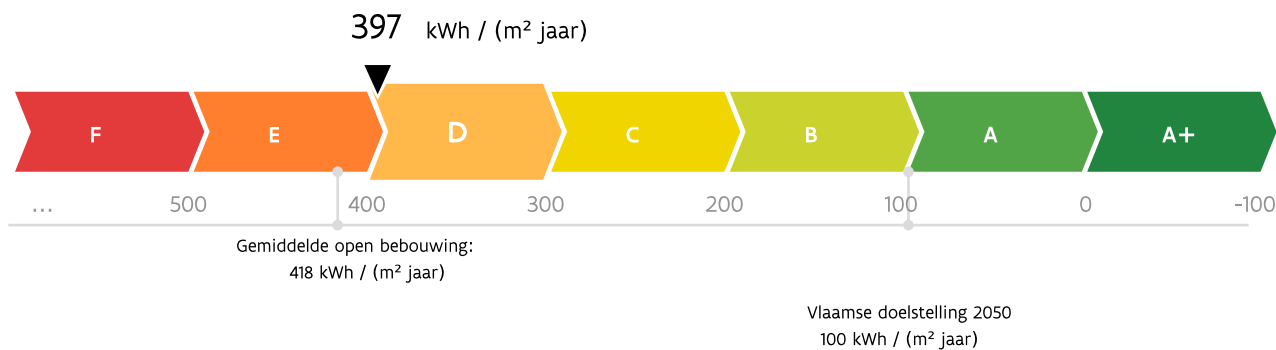 397 kWh / (m² jaar)
F E D C B A A+
... 500 400 300 200 100 0 -100
Gemiddelde open bebouwing:
418 kWh / (m² jaar)
Vlaamse doelstelling 2050
100 kWh / (m² jaar)